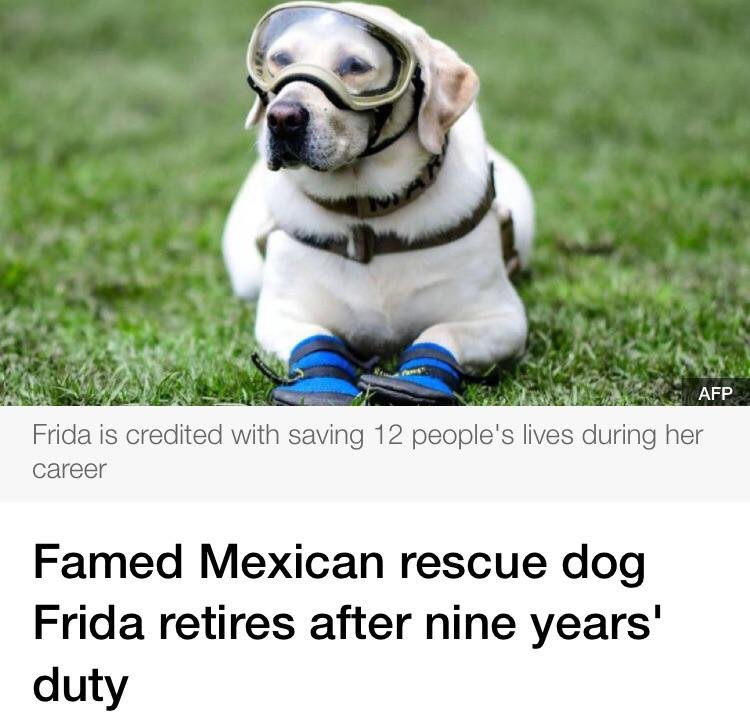 MAR
AFP
Frida is credited with saving 12 people's lives during her
career
Famed Mexican rescue dog
Frida retires after nine years'
duty